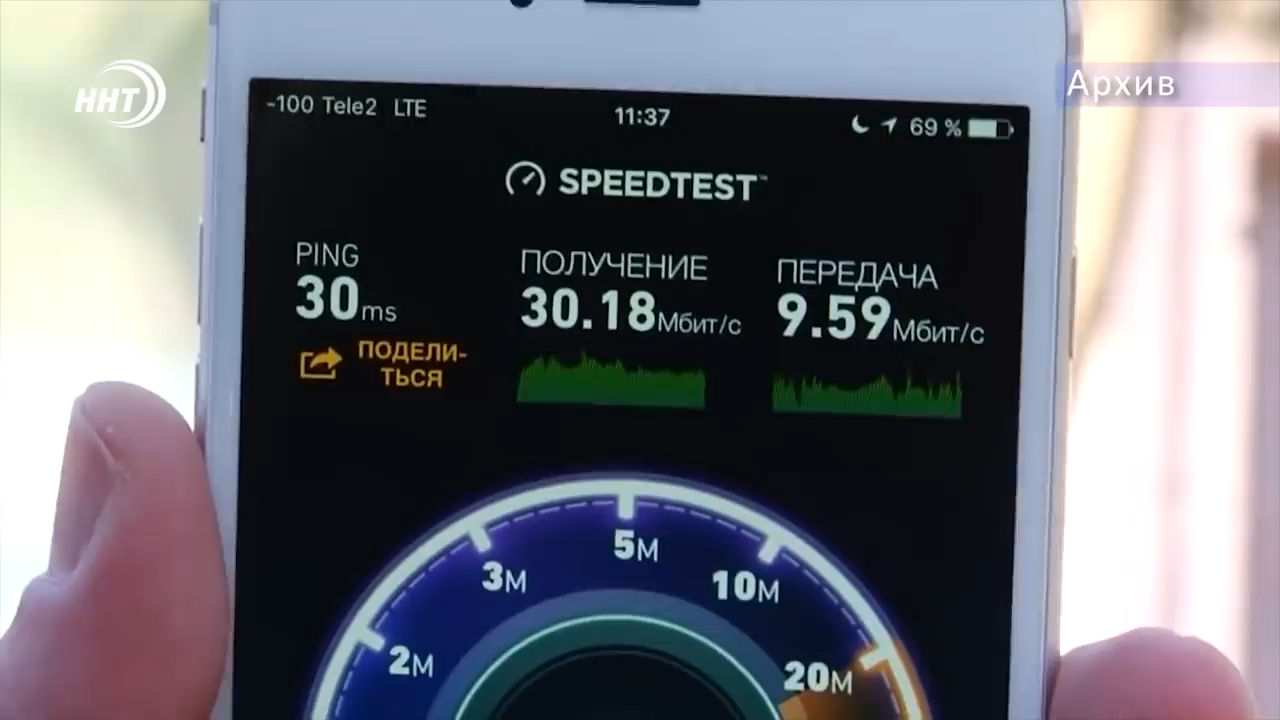 ННТ
Архив
-100 Tele2 LTE 11:37 69 %
SPEEDTEST™
PING ПОЛУЧЕНИЕ ПЕРЕДАЧА
30ms 30.18Мбит/с 9.59Мбит/с
ПОДЕЛИ-
ТЬСЯ
5M
3M 10M
2M 20M